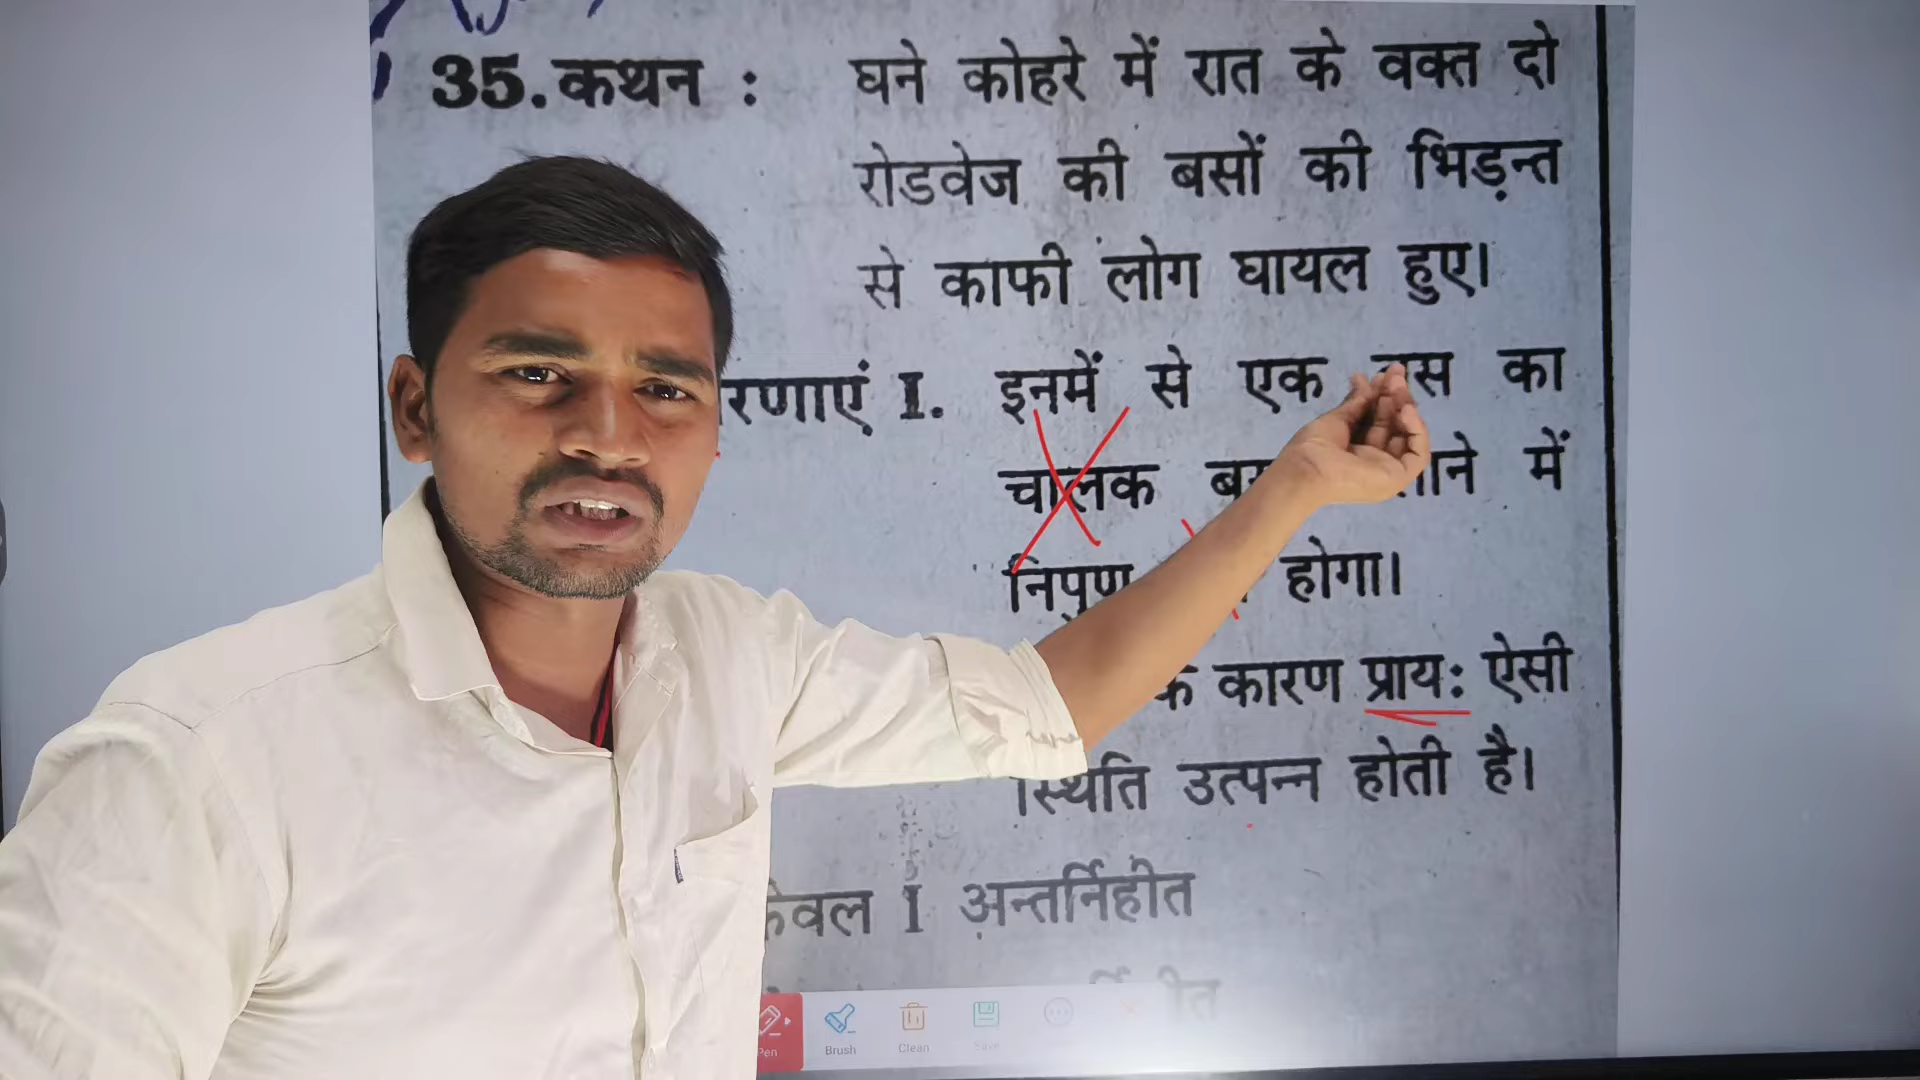 35. कथन : घने कोहरे में रात के वक्त दो
रोडवेज की बसों की भिड़न्त
से काफी लोग घायल हुए।
I. इनमें से एक का
चालक में
निपुण होगा।
कारण प्राय: ऐसी
स्थिति उत्पन्न होती है।
केवल I अन्तर्निहीत
Pen Brush Clean Save